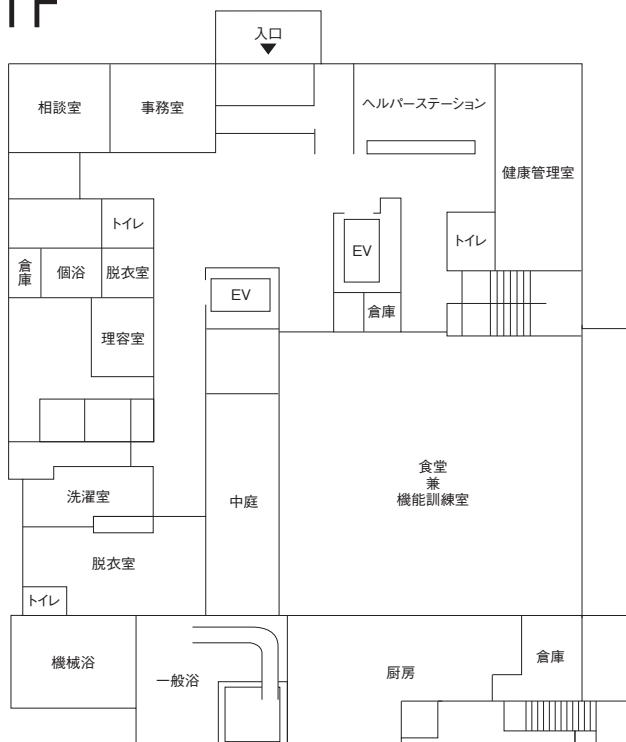 1F
入口
相談室
事務室
ヘルパーステーション
健康管理室
トイレ
トイレ
EV
倉庫
個浴
脱衣室
EV
倉庫
理容室
食堂
兼
機能訓練室
洗濯室
中庭
脱衣室
トイレ
機械浴
一般浴
厨房
倉庫